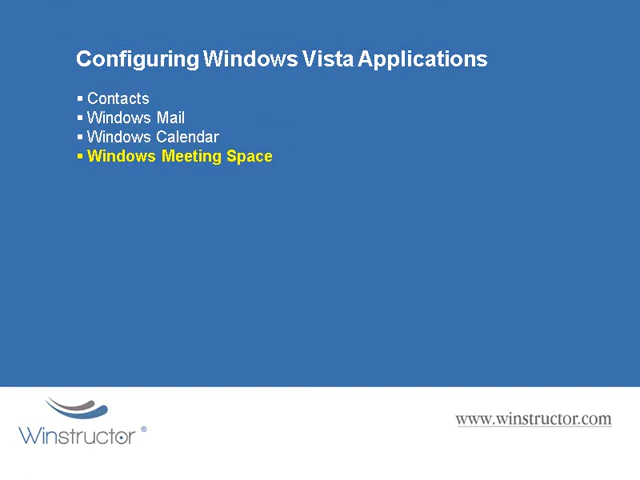 Configuring Windows Vista Applications
▪ Contacts
▪ Windows Mail
▪ Windows Calendar
▪ Windows Meeting Space
Winstructor ®
www.winstructor.com